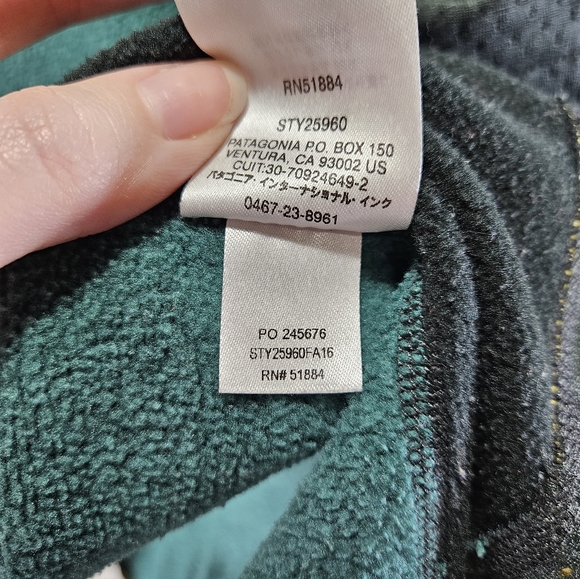 RN51884
STY25960
PATAGONIA P.O. BOX 150
VENTURA, CA 93002 US
CUIT:30-70924649-2
パタゴニア・インターナショナル・インク
0467-23-8961
PO 245676
STY25960FA16
RN# 51884